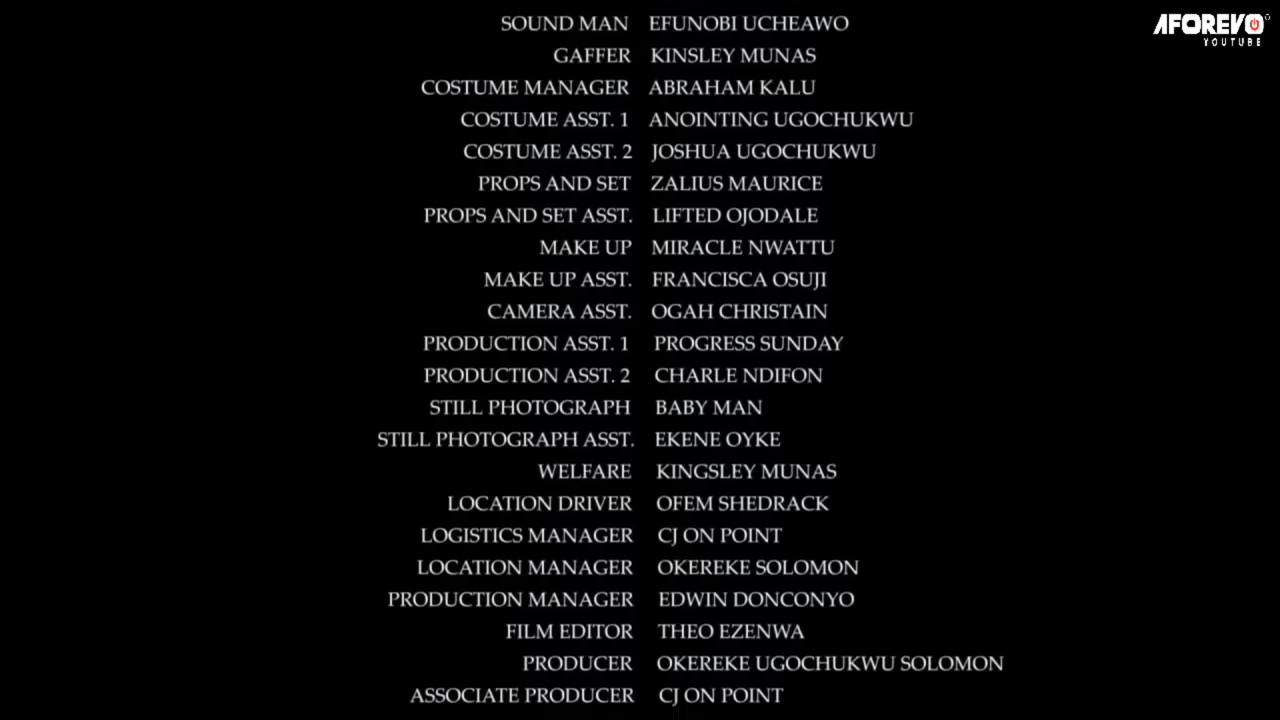 AFOREVO
YOUTUBE
SOUND MAN EFUNOBI UCHEAWO
GAFFER KINSLEY MUNAS
COSTUME MANAGER ABRAHAM KALU
COSTUME ASST. 1 ANOINTING UGOCHUKWU
COSTUME ASST. 2 JOSHUA UGOCHUKWU
PROPS AND SET ZALIUS MAURICE
PROPS AND SET ASST. LIFTED OJODALE
MAKE UP MIRACLE NWATTU
MAKE UP ASST. FRANCISCA OSUJI
CAMERA ASST. OGAH CHRISTAIN
PRODUCTION ASST. 1 PROGRESS SUNDAY
PRODUCTION ASST. 2 CHARLE NDIFON
STILL PHOTOGRAPH BABY MAN
STILL PHOTOGRAPH ASST. EKENE OYKE
WELFARE KINGSLEY MUNAS
LOCATION DRIVER OFEM SHEDRACK
LOGISTICS MANAGER CJ ON POINT
LOCATION MANAGER OKEREKE SOLOMON
PRODUCTION MANAGER EDWIN DONCONYO
FILM EDITOR THEO EZENWA
PRODUCER OKEREKE UGOCHUKWU SOLOMON
ASSOCIATE PRODUCER CJ ON POINT